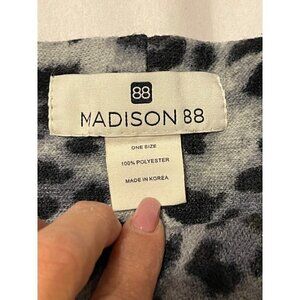 88
MADISON 88
ONE SIZE
100% POLYESTER
MADE IN KOREA